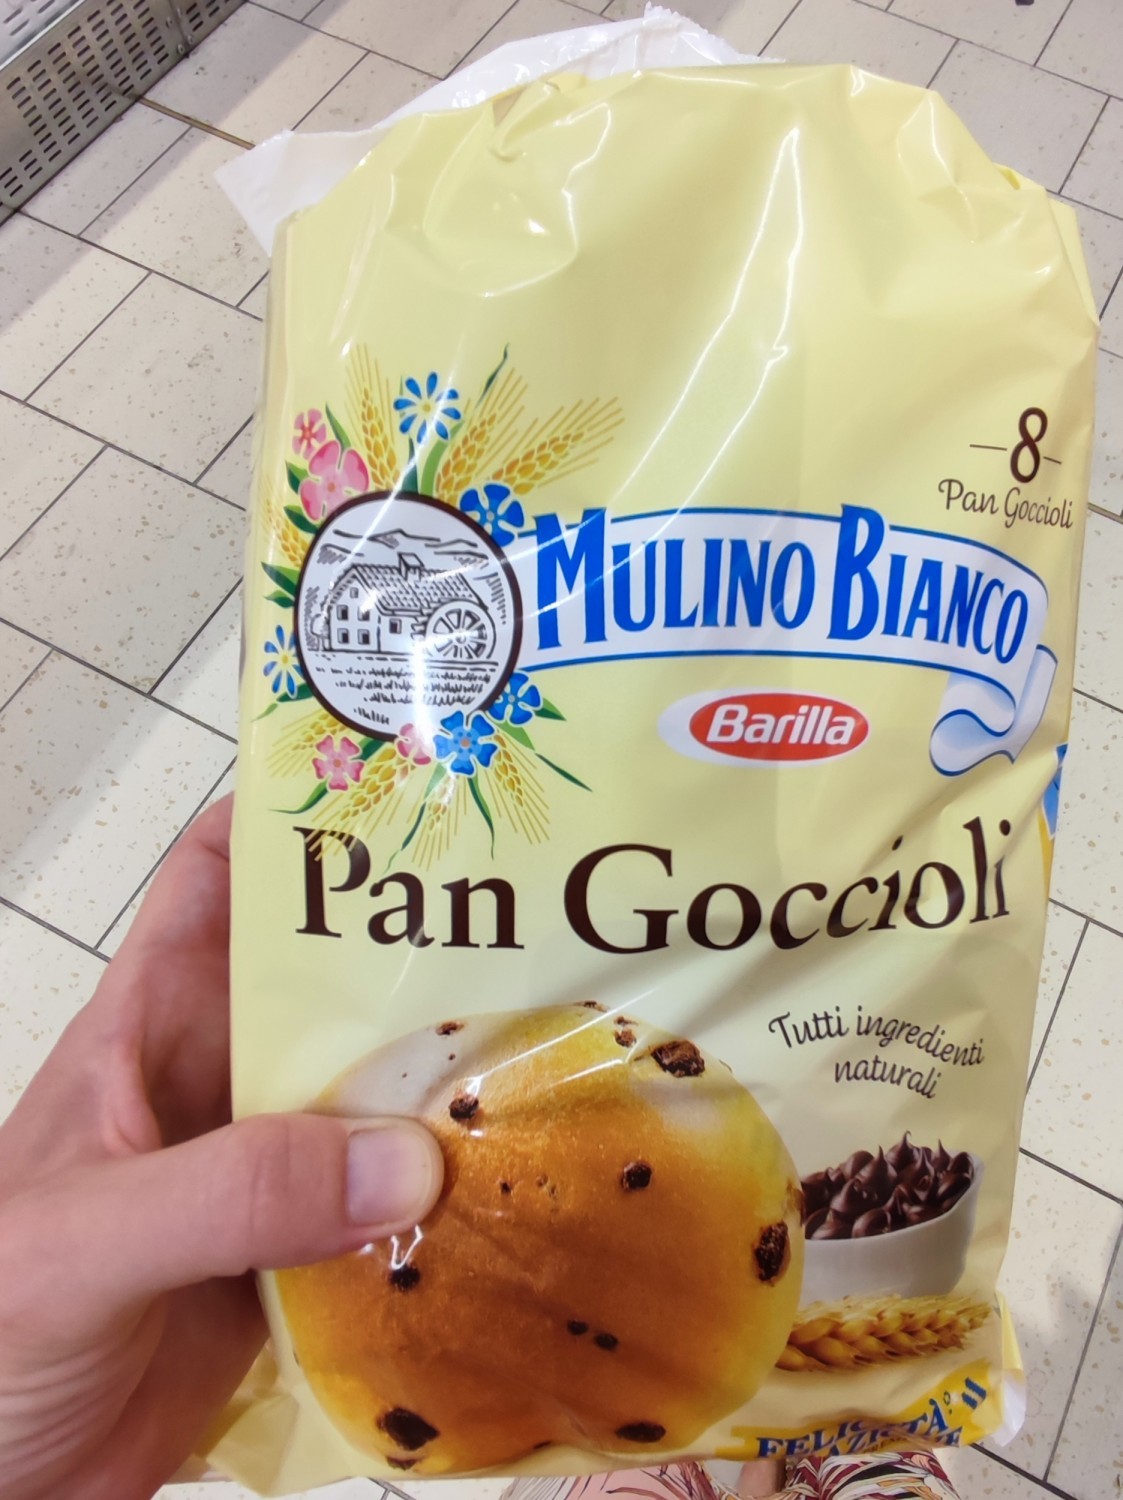 8
Pan Goccioli
MULINO BIANCO
Barilla
Pan Goccioli
Tutti ingredienti
naturali